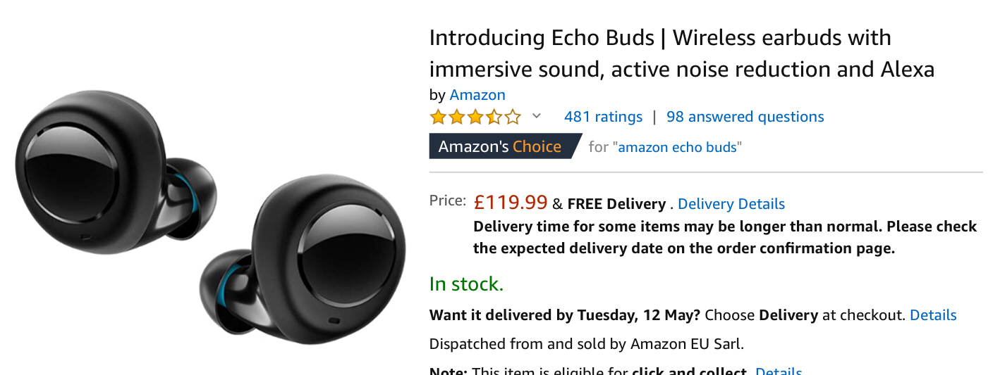 Introducing Echo Buds | Wireless earbuds with
immersive sound, active noise reduction and Alexa
by Amazon
481 ratings | 98 answered questions
Amazon's Choice for "amazon echo buds"
Price: £119.99 & FREE Delivery . Delivery Details
Delivery time for some items may be longer than normal. Please check
the expected delivery date on the order confirmation page.
In stock.
Want it delivered by Tuesday, 12 May? Choose Delivery at checkout. Details
Dispatched from and sold by Amazon EU Sarl.
Note: This item is eligible for click and collect. Details